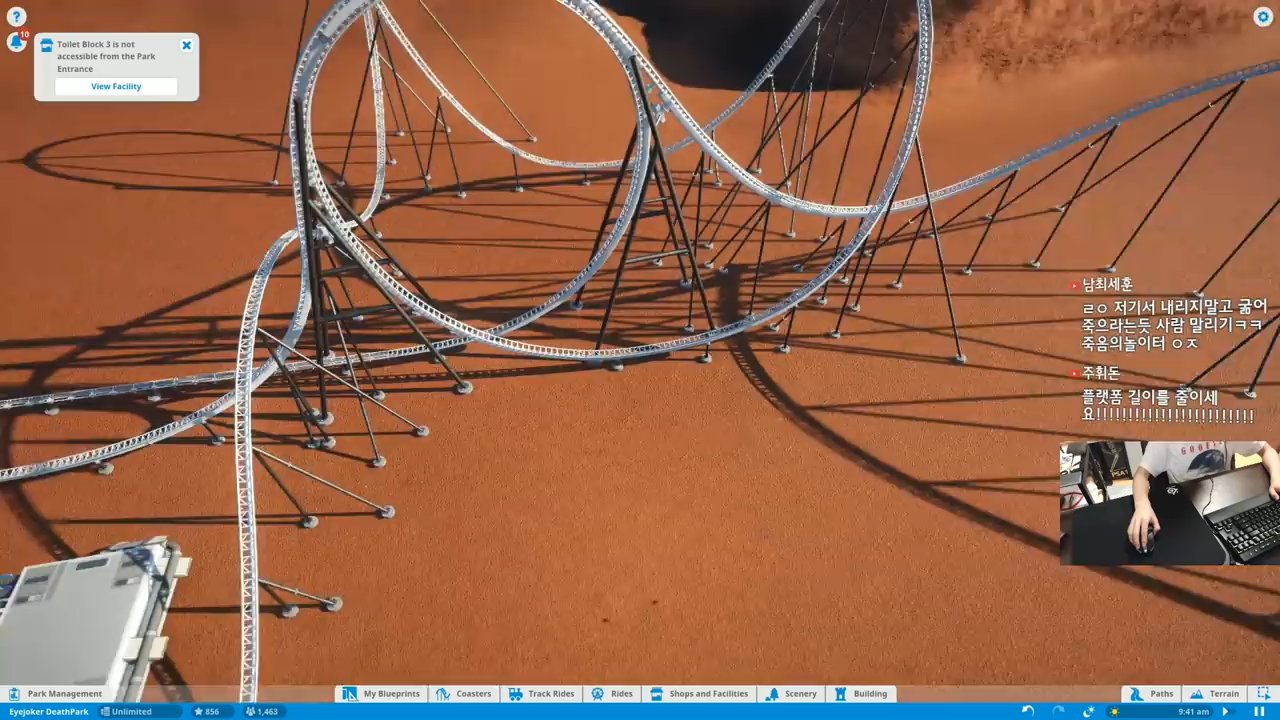 ?
10
Toilet Block 3 is not
accessible from the Park
Entrance
View Facility
남최세훈
ㄹㅇ 저기서 내리지말고 굶어
죽으라는듯 사람 말리기ㅋㅋ
죽음의놀이터 ㅇㅈ
주휘돈
플랫폼 길이를 줄이세
요!!!!!!!!!!!!!!!!!!!!!!!!!
Park Management
My Blueprints
Coasters
Track Rides
Rides
Shops and Facilities
Scenery
Building
Paths
Terrain
Eyejoker DeathPark
Unlimited
856
1,463
9:41 am